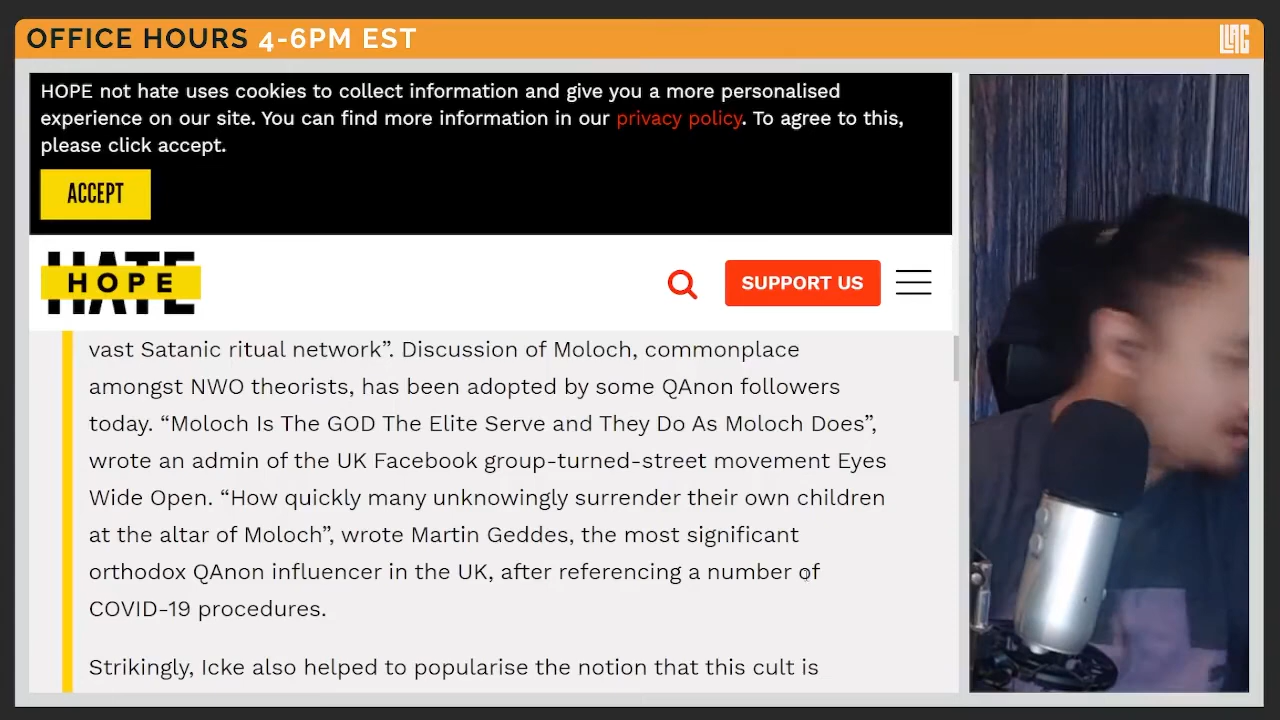 OFFICE HOURS 4-6PM EST
LLAG
HOPE not hate uses cookies to collect information and give you a more personalised
experience on our site. You can find more information in our privacy policy. To agree to this,
please click accept.
ACCEPT
HATE
HOPE
SUPPORT US
vast Satanic ritual network”. Discussion of Moloch, commonplace
amongst NWO theorists, has been adopted by some QAnon followers
today. “Moloch Is The GOD The Elite Serve and They Do As Moloch Does”,
wrote an admin of the UK Facebook group-turned-street movement Eyes
Wide Open. “How quickly many unknowingly surrender their own children
at the altar of Moloch”, wrote Martin Geddes, the most significant
orthodox QAnon influencer in the UK, after referencing a number of
COVID-19 procedures.
Strikingly, Icke also helped to popularise the notion that this cult is